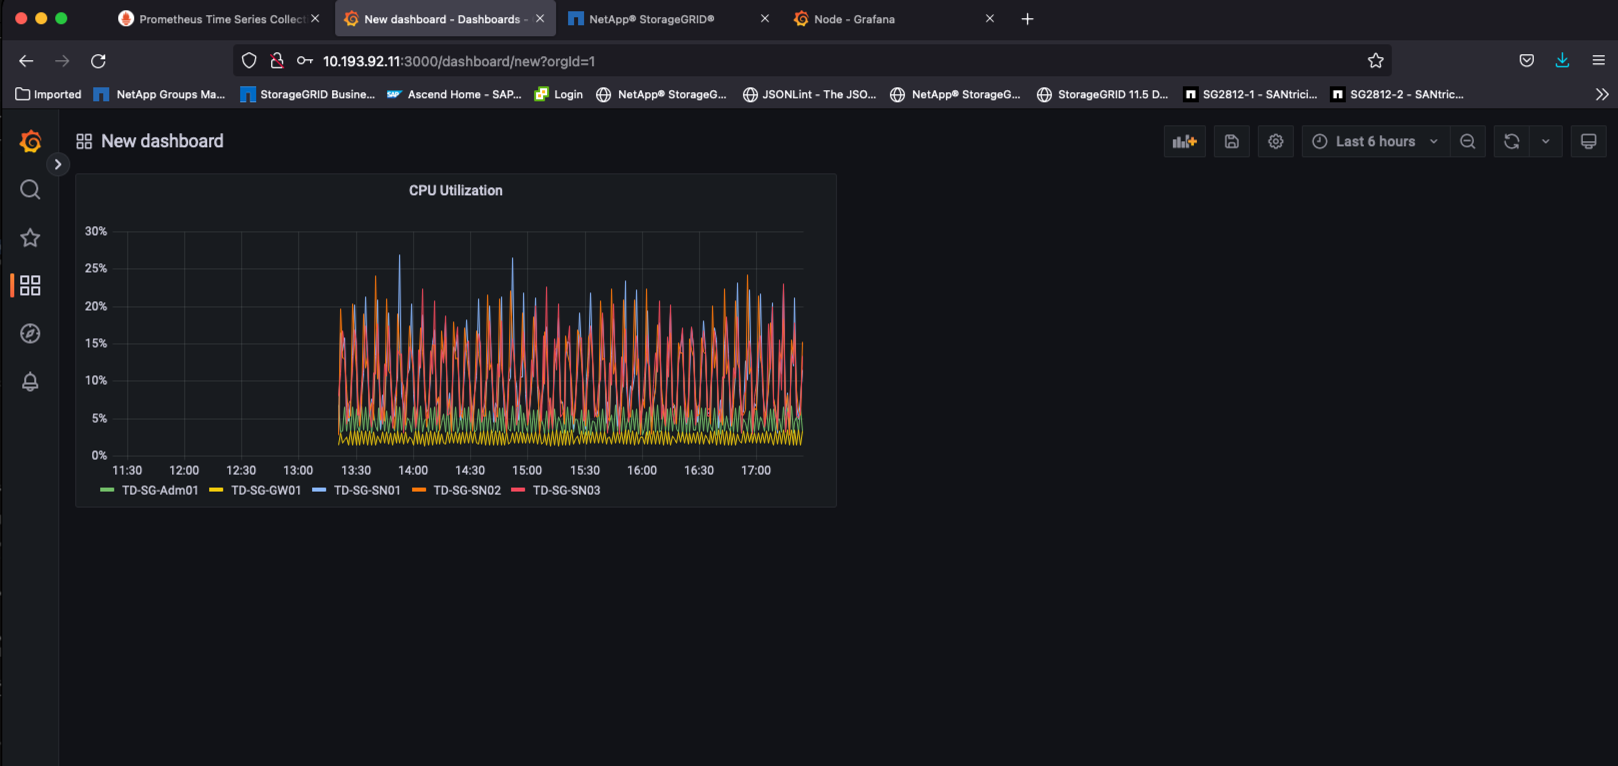 Prometheus Time Series Collect
New dashboard - Dashboards -
NetApp® StorageGRID®
Node - Grafana
10.193.92.11:3000/dashboard/new?orgId=1
Imported
NetApp Groups Ma...
StorageGRID Busine...
SAP
Ascend Home - SAP...
Login
NetApp® StorageG...
JSONLint - The JSO...
NetApp® StorageG...
StorageGRID 11.5 D...
SG2812-1 - SANtrici...
SG2812-2 - SANtric...
New dashboard
Last 6 hours
CPU Utilization
30%
25%
20%
15%
10%
5%
0%
11:30 12:00 12:30 13:00 13:30 14:00 14:30 15:00 15:30 16:00 16:30 17:00
TD-SG-Adm01 TD-SG-GW01 TD-SG-SN01 TD-SG-SN02 TD-SG-SN03